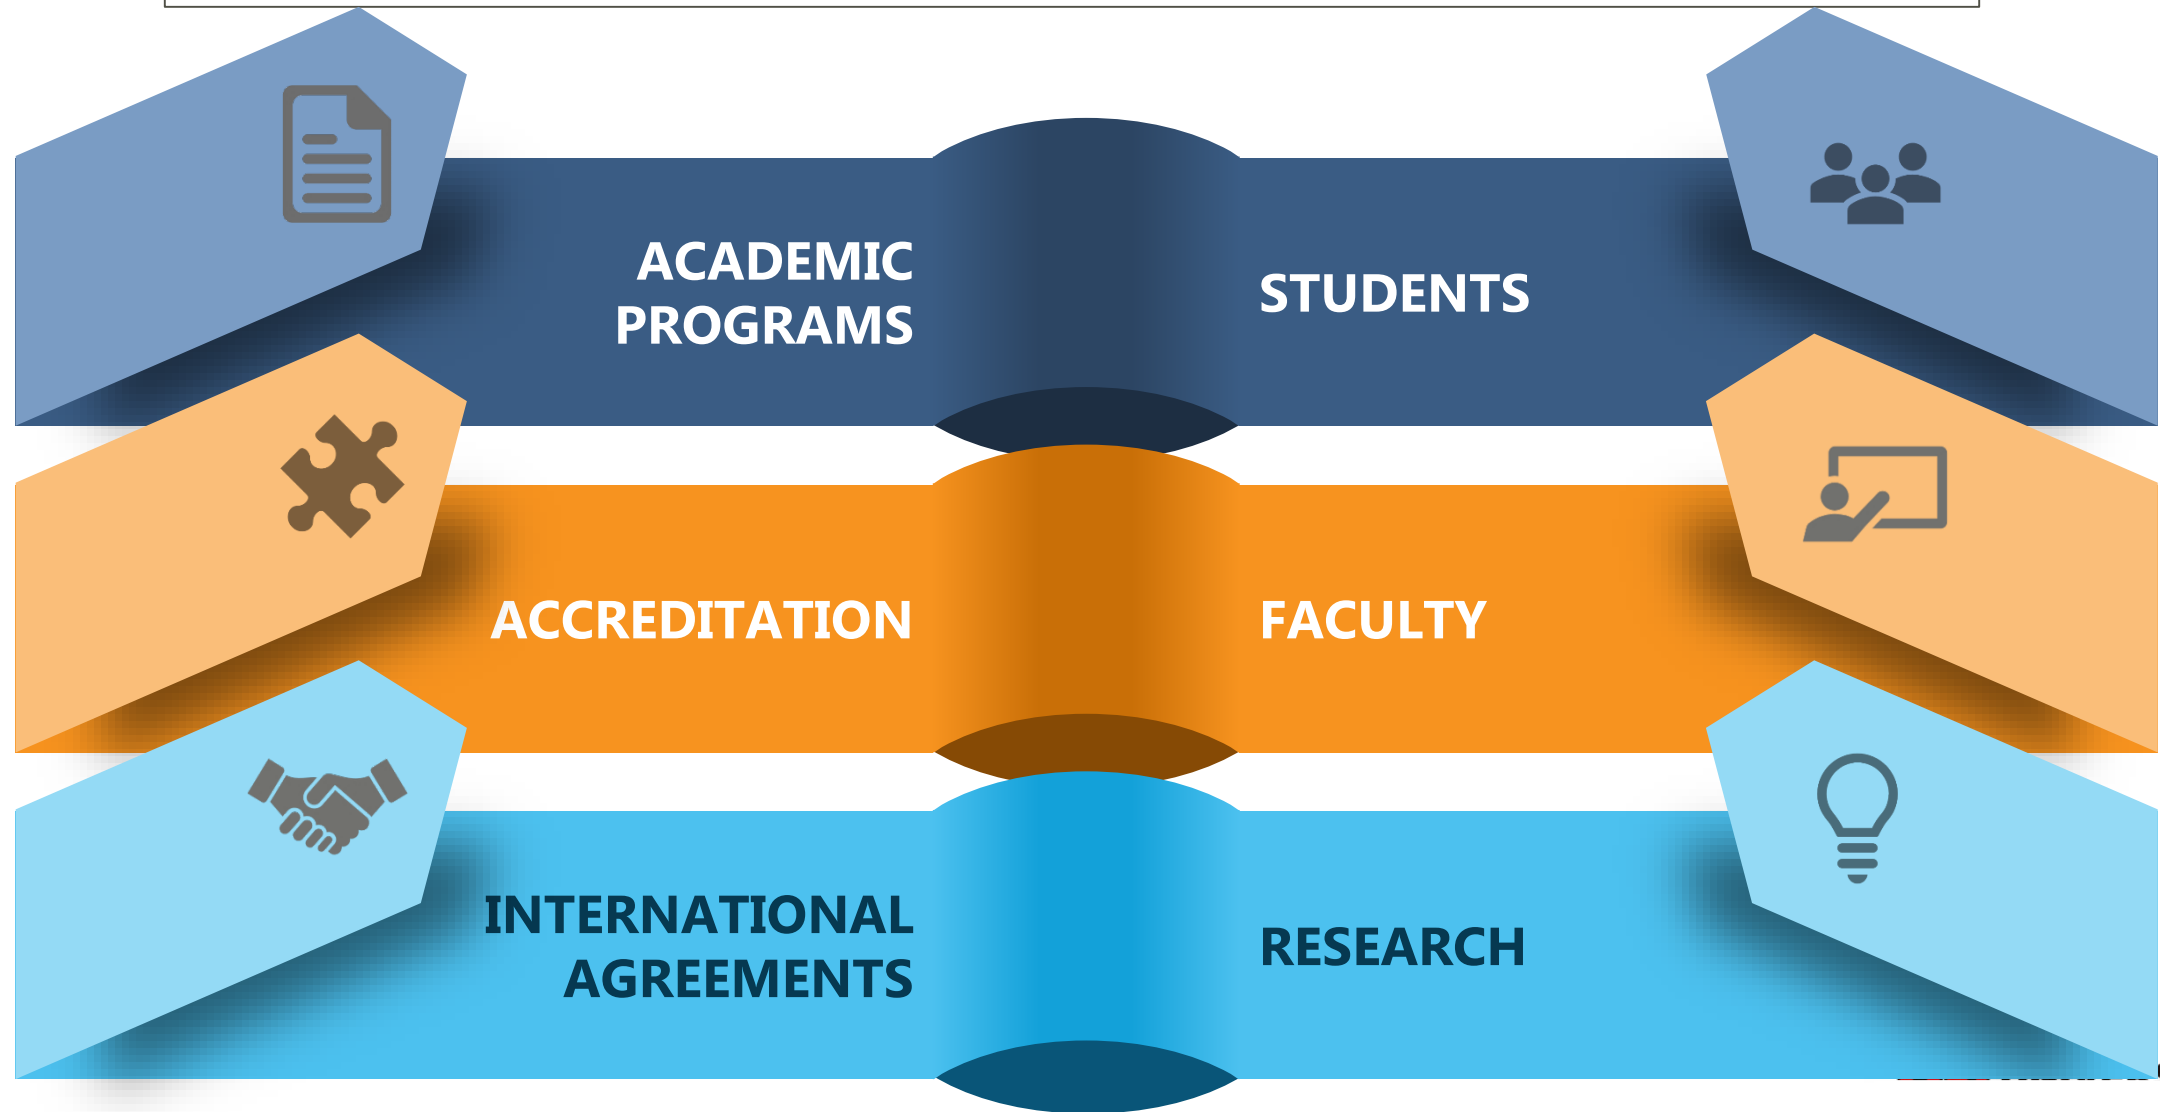 ACADEMIC
PROGRAMS
STUDENTS
ACCREDITATION
FACULTY
INTERNATIONAL
AGREEMENTS
RESEARCH